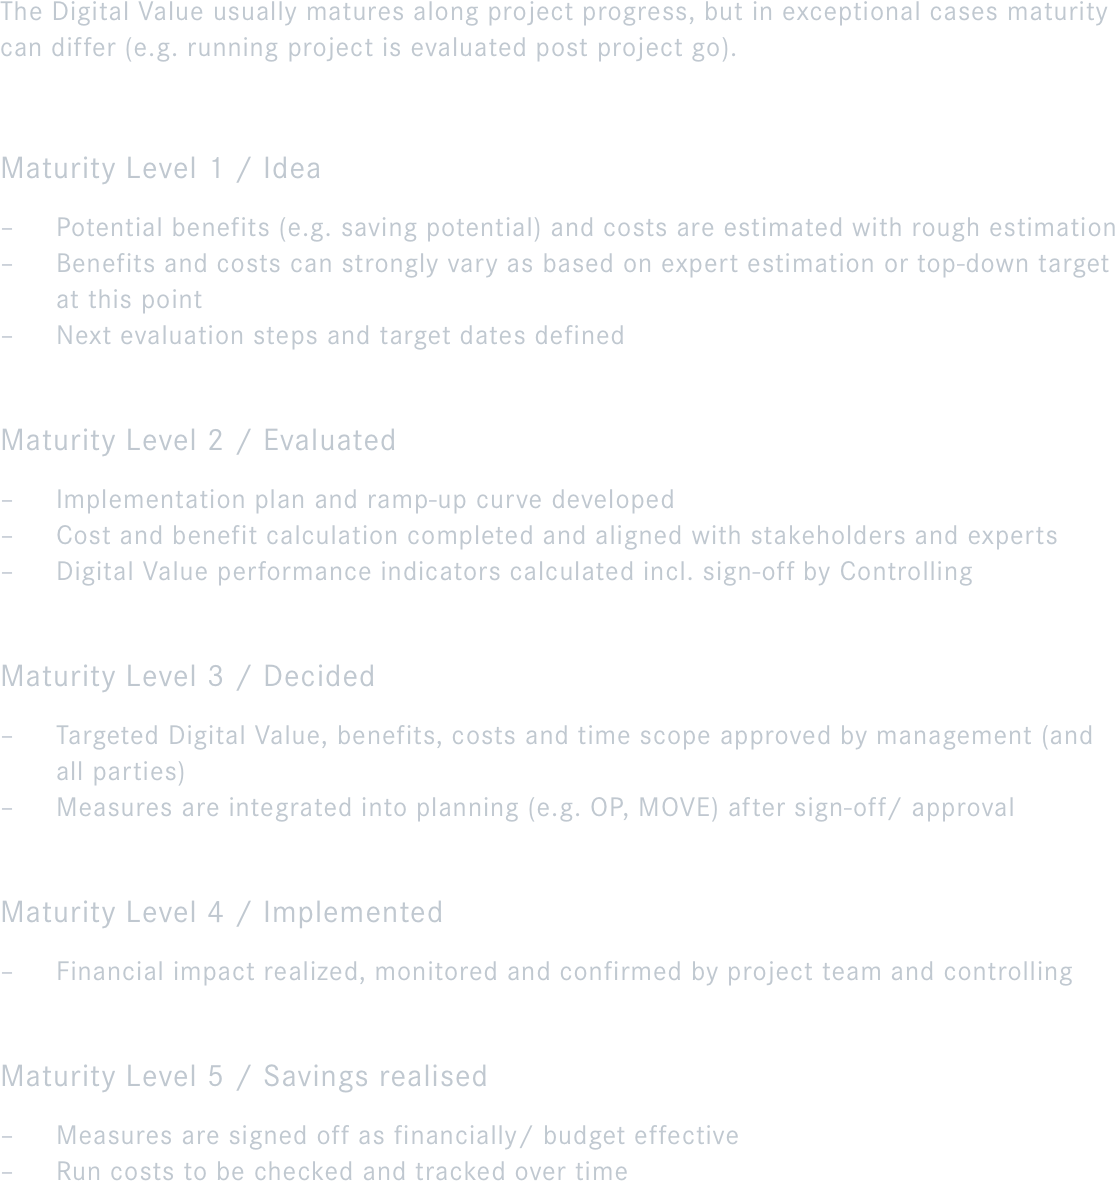 The Digital Value usually matures along project progress, but in exceptional cases maturity
can differ (e.g. running project is evaluated post project go).
Maturity Level 1 / Idea
– Potential benefits (e.g. saving potential) and costs are estimated with rough estimation
– Benefits and costs can strongly vary as based on expert estimation or top-down target
at this point
– Next evaluation steps and target dates defined
Maturity Level 2 / Evaluated
– Implementation plan and ramp-up curve developed
– Cost and benefit calculation completed and aligned with stakeholders and experts
– Digital Value performance indicators calculated incl. sign-off by Controlling
Maturity Level 3 / Decided
– Targeted Digital Value, benefits, costs and time scope approved by management (and
all parties)
– Measures are integrated into planning (e.g. OP, MOVE) after sign-off/ approval
Maturity Level 4 / Implemented
– Financial impact realized, monitored and confirmed by project team and controlling
Maturity Level 5 / Savings realised
– Measures are signed off as financially/ budget effective
– Run costs to be checked and tracked over time